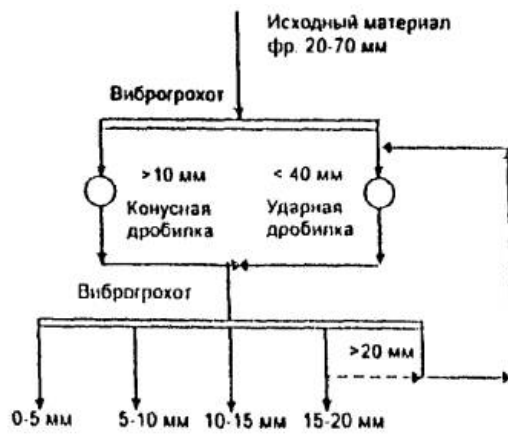 Исходный материал
фр. 20-70 мм
Виброгрохот
>10 мм
Конусная
дробилка
< 40 мм
Ударная
дробилка
Виброгрохот
>20 мм
0-5 мм
5-10 мм
10-15 мм
15-20 мм